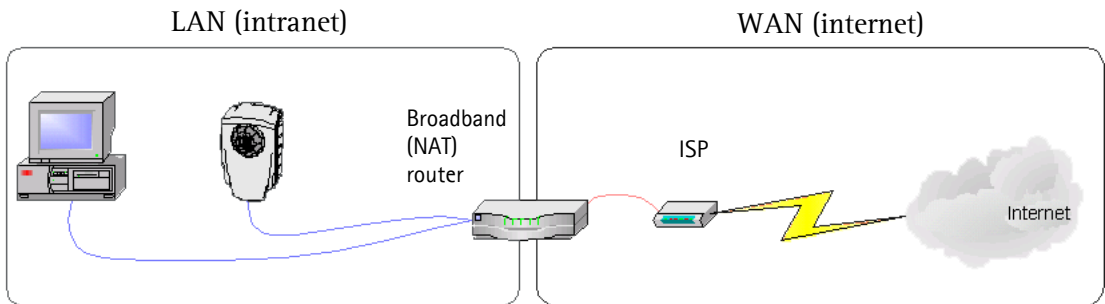 LAN (intranet)
WAN (internet)
Broadband
(NAT)
router
ISP
Internet